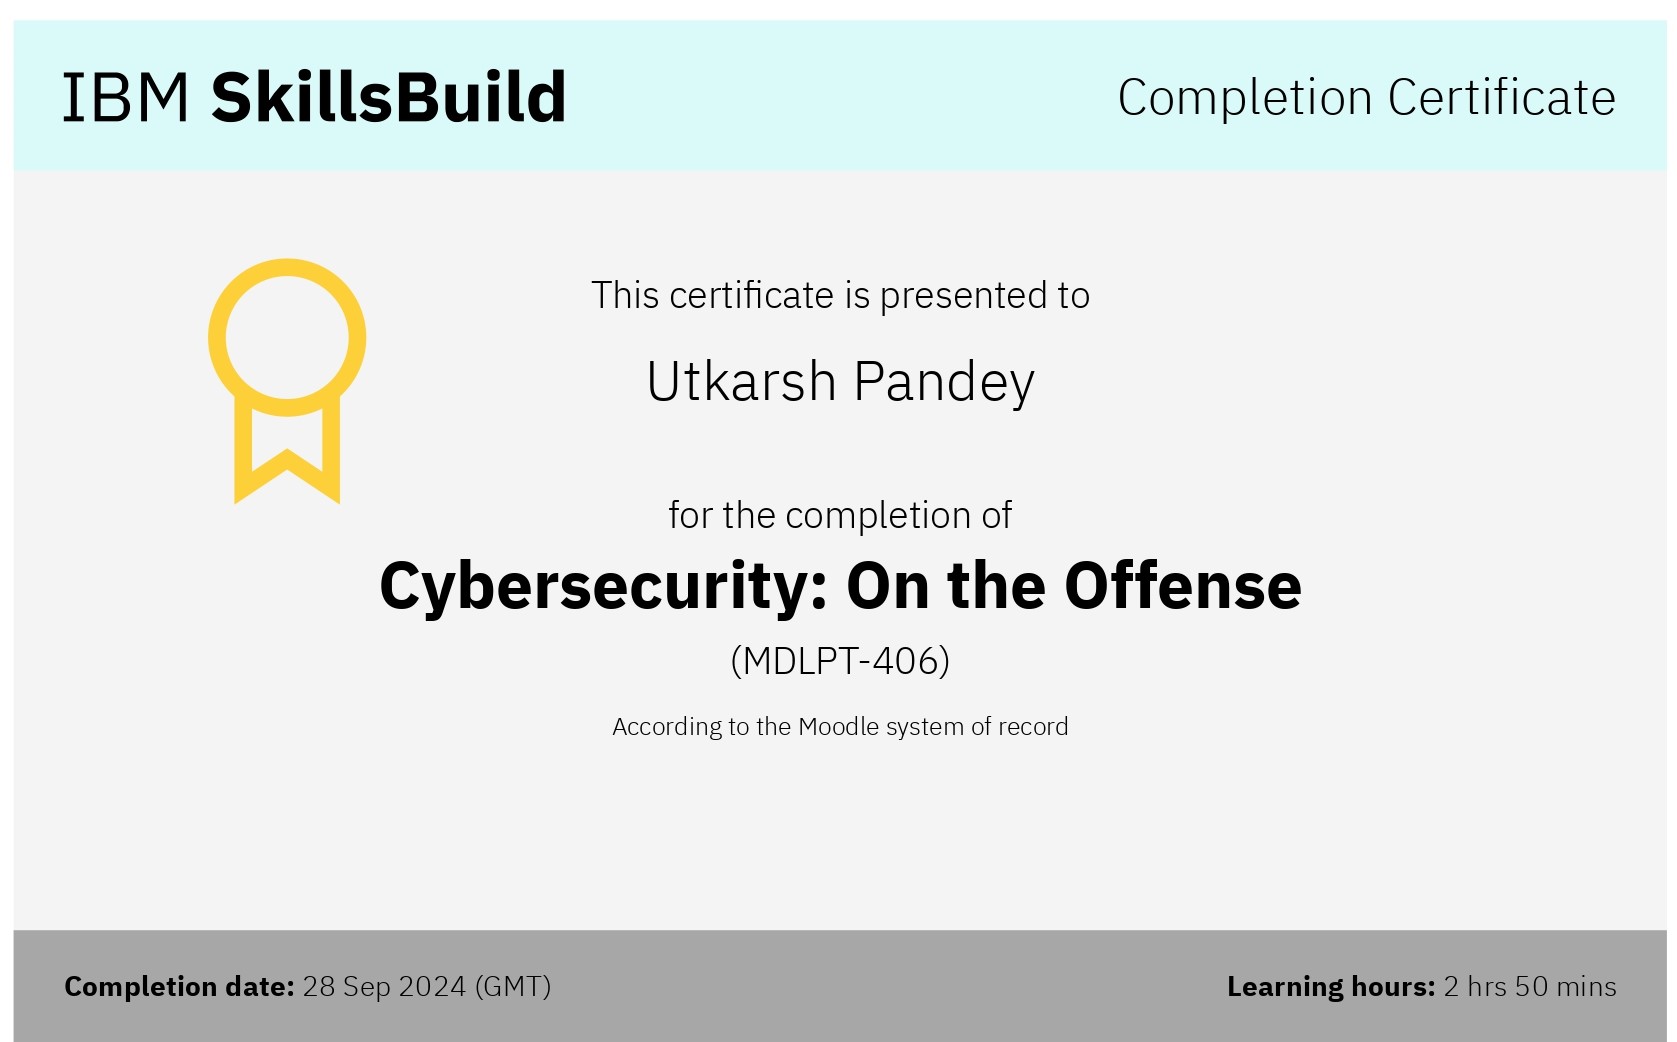 IBM SkillsBuild
Completion Certificate
This certificate is presented to
Utkarsh Pandey
for the completion of
Cybersecurity: On the Offense
(MDLPT-406)
According to the Moodle system of record
Completion date: 28 Sep 2024 (GMT)
Learning hours: 2 hrs 50 mins